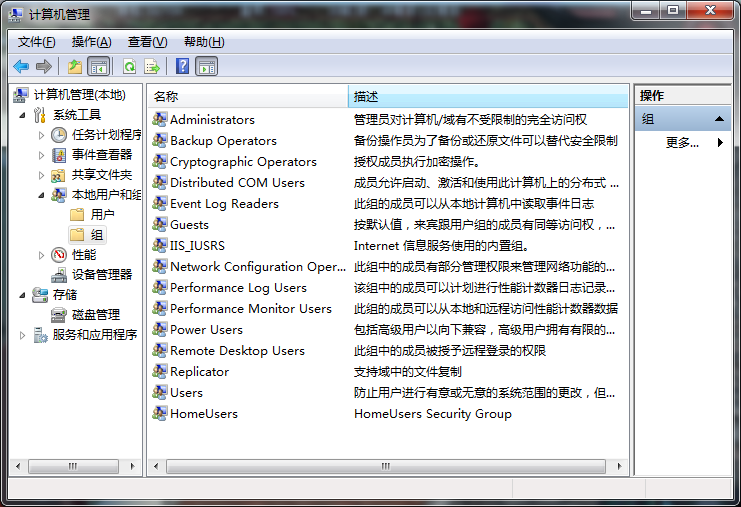 计算机管理
文件(F) 操作(A) 查看(V) 帮助(H)
计算机管理(本地)
系统工具
任务计划程序
事件查看器
共享文件夹
本地用户和组
用户
组
性能
设备管理器
存储
磁盘管理
服务和应用程序
名称 描述
Administrators 管理员对计算机/域有不受限制的完全访问权
Backup Operators 备份操作员为了备份或还原文件可以替代安全限制
Cryptographic Operators 授权成员执行加密操作。
Distributed COM Users 成员允许启动、激活和使用此计算机上的分布式 ...
Event Log Readers 此组的成员可以从本地计算机中读取事件日志
Guests 按默认值，来宾跟用户组的成员有同等访问权，...
IIS_IUSRS Internet 信息服务使用的内置组。
Network Configuration Oper... 此组中的成员有部分管理权限来管理网络功能的...
Performance Log Users 该组中的成员可以计划进行性能计数器日志记录...
Performance Monitor Users 此组的成员可以从本地和远程访问性能计数器数据
Power Users 包括高级用户以向下兼容，高级用户拥有有限的...
Remote Desktop Users 此组中的成员被授予远程登录的权限
Replicator 支持域中的文件复制
Users 防止用户进行有意或无意的系统范围的更改，但...
HomeUsers HomeUsers Security Group
操作
组
更多...